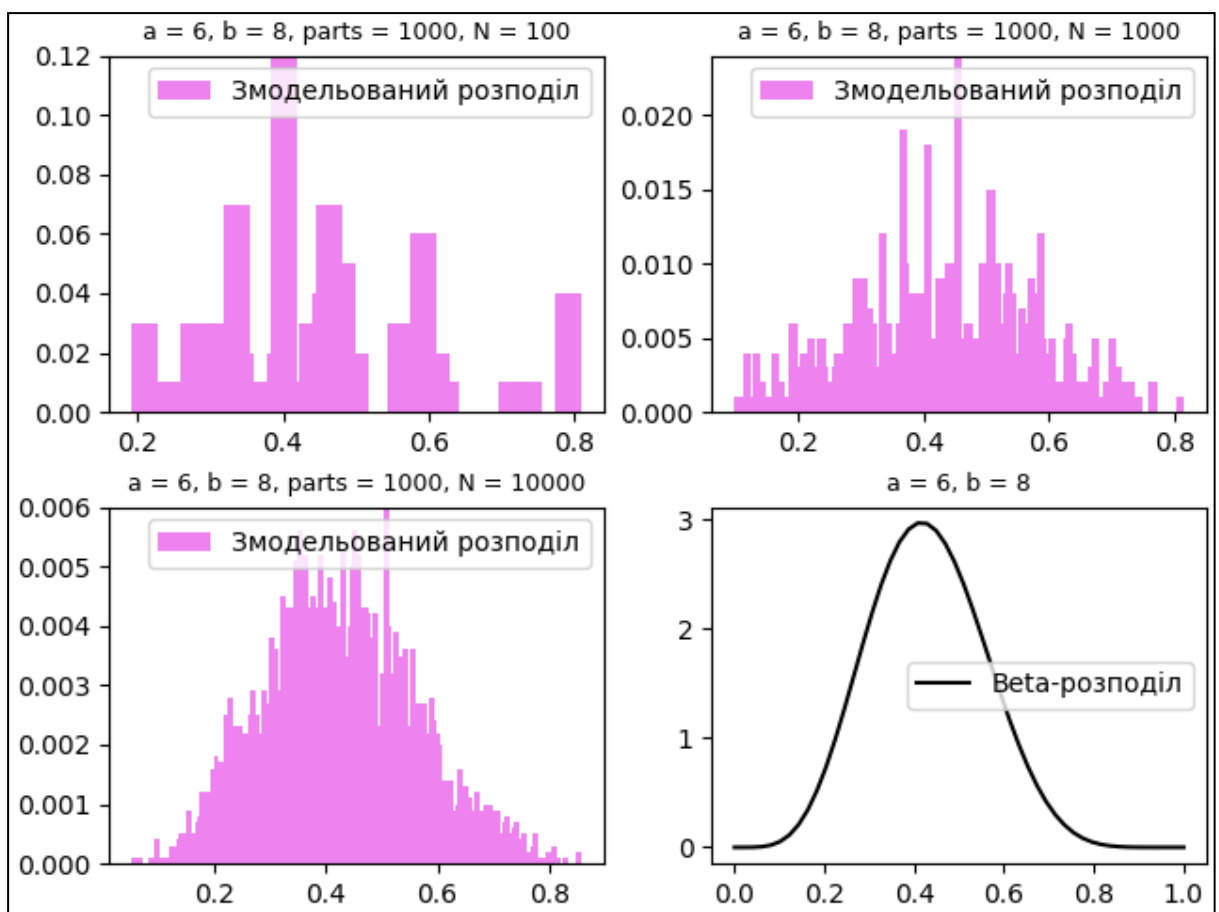 a = 6, b = 8, parts = 1000, N = 100
0.12
0.10
0.08
0.06
0.04
0.02
0.00
0.2 0.4 0.6 0.8
Змодельований розподіл
a = 6, b = 8, parts = 1000, N = 1000
0.020
0.015
0.010
0.005
0.000
0.2 0.4 0.6 0.8
Змодельований розподіл
a = 6, b = 8, parts = 1000, N = 10000
0.006
0.005
0.004
0.003
0.002
0.001
0.000
0.2 0.4 0.6 0.8
Змодельований розподіл
a = 6, b = 8
3
2
1
0
0.0 0.2 0.4 0.6 0.8 1.0
Beta-розподіл